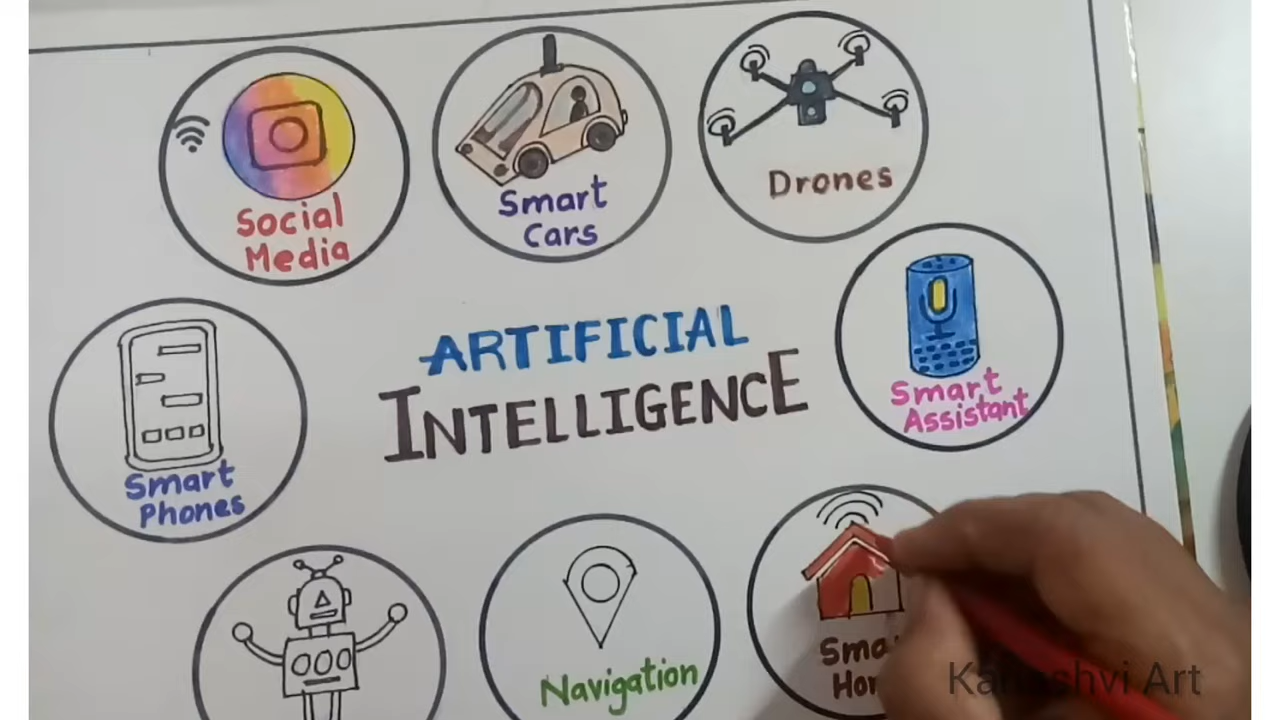 Social
Media
Smart
Cars
Drones
ARTIFICIAL
INTELLIGENCE
Smart
Assistant
Smart
Phones
Navigation